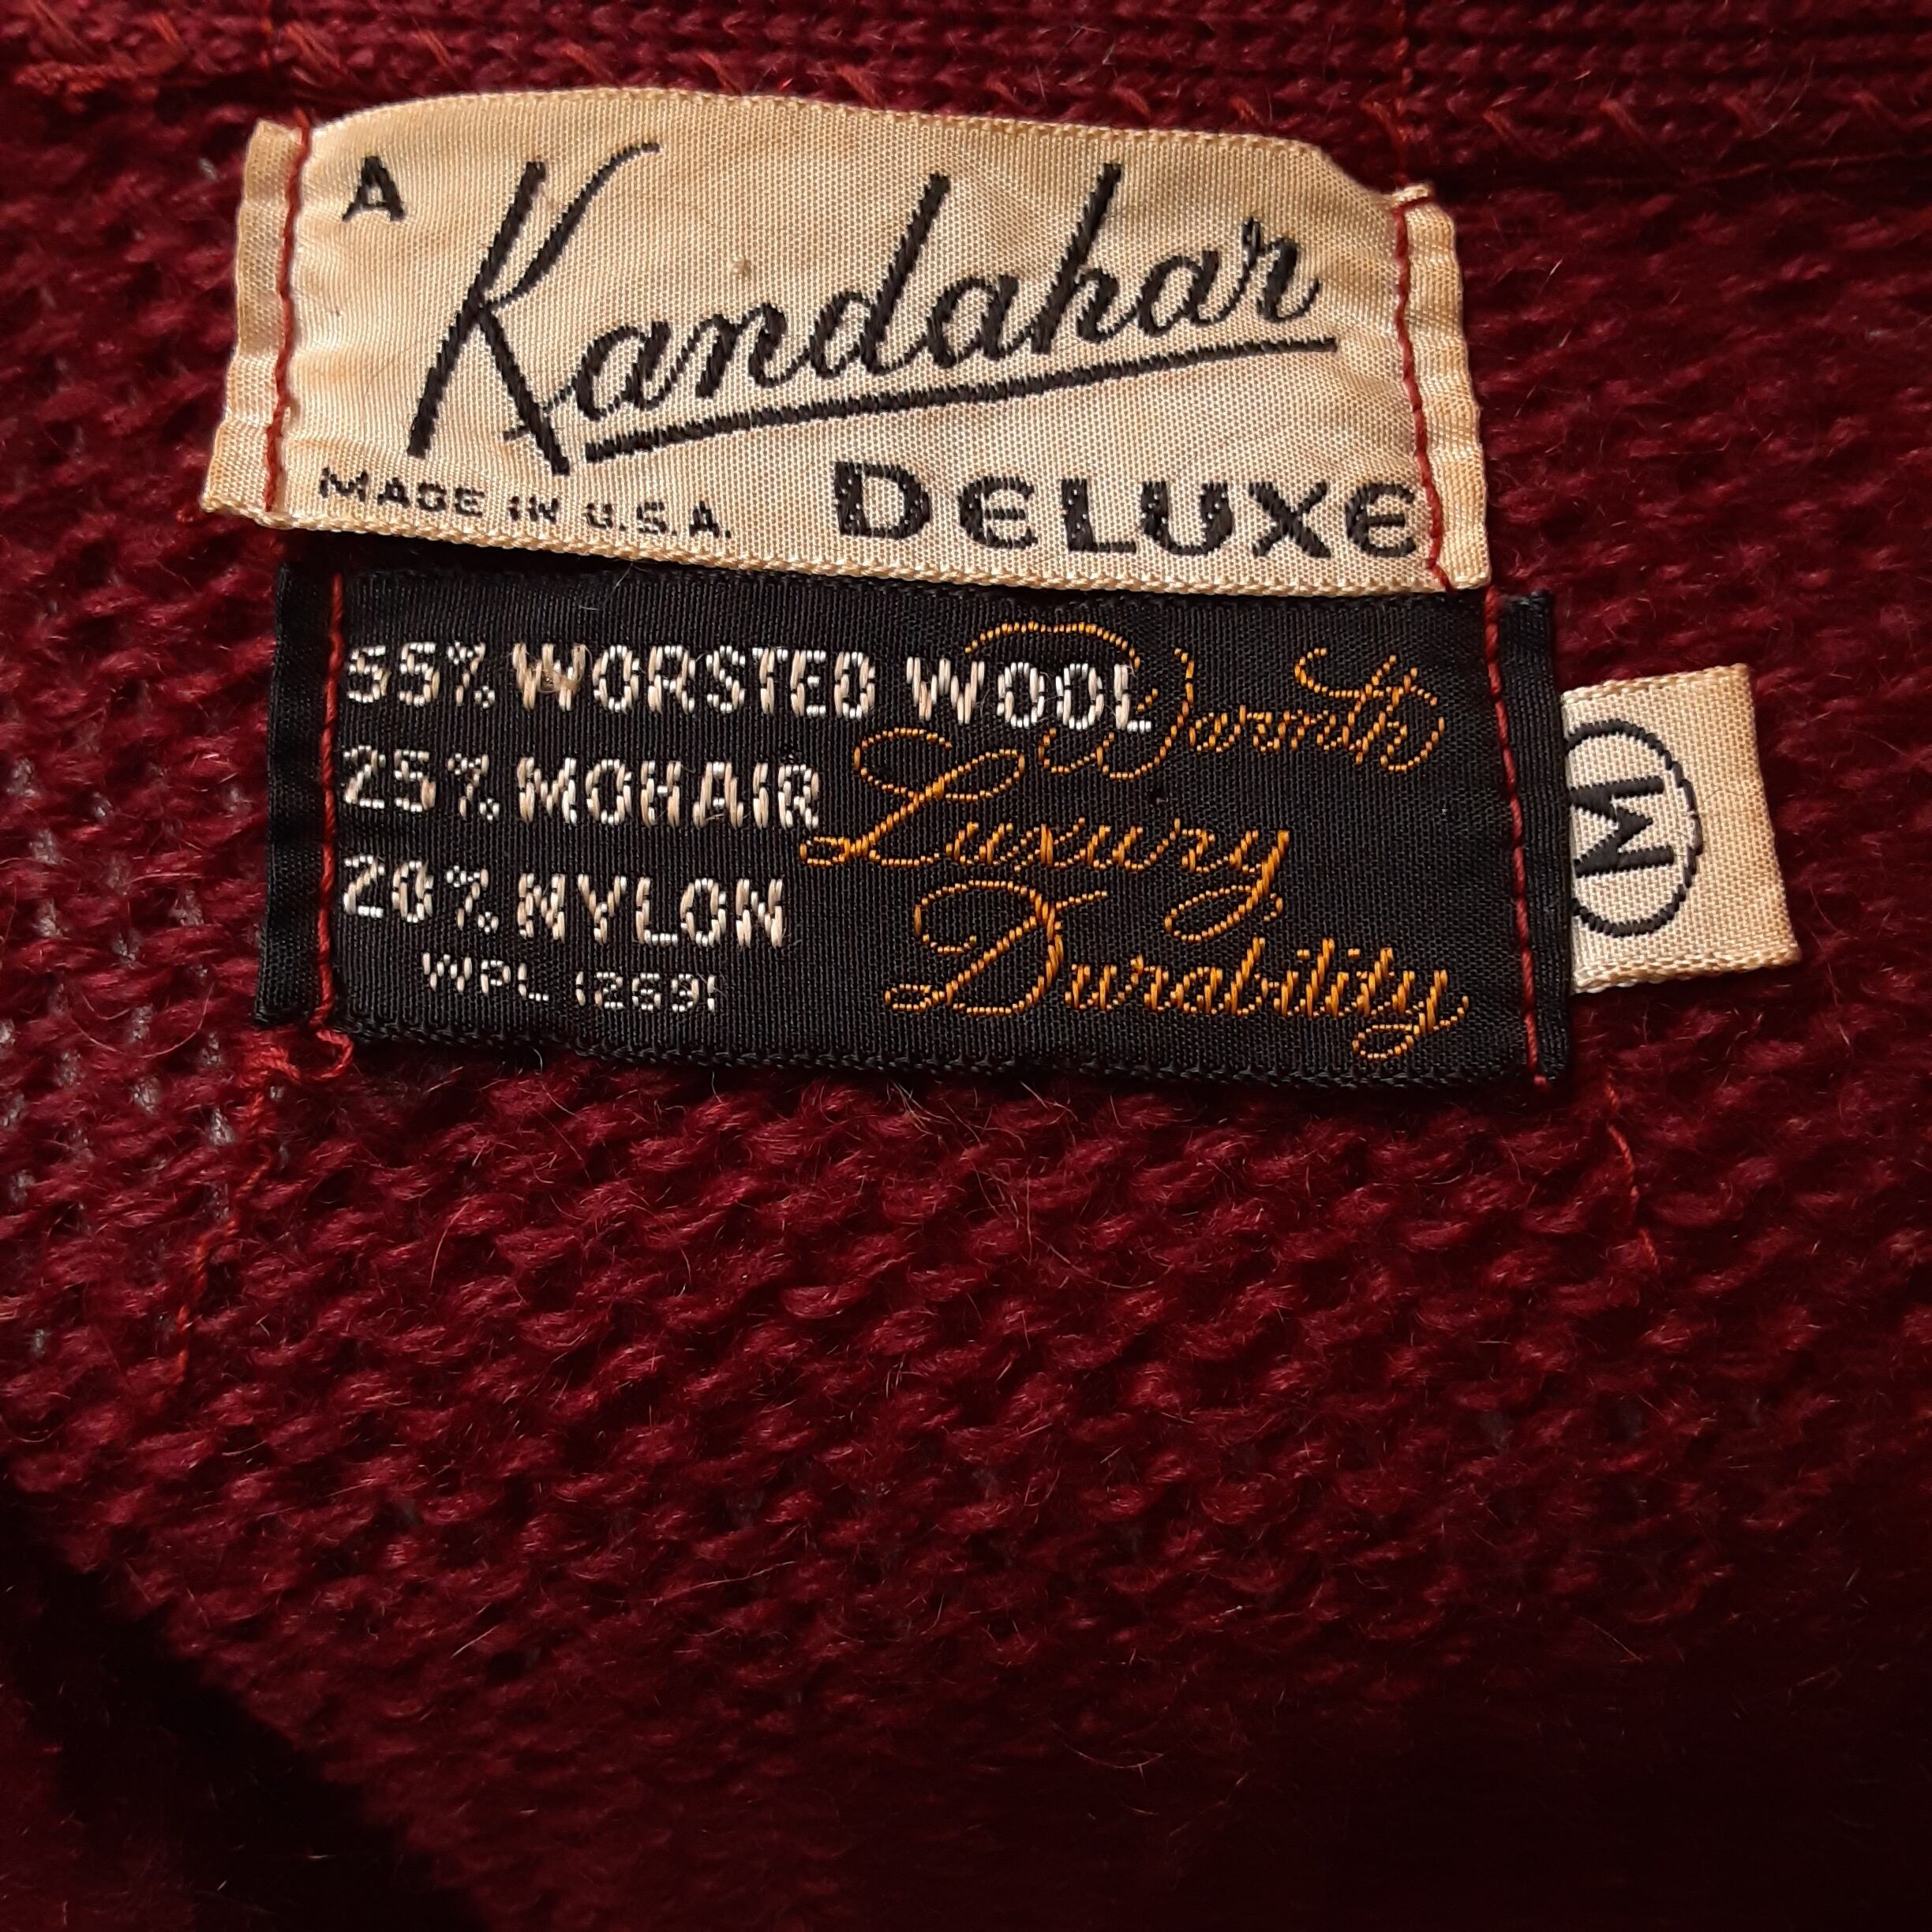 A Kandahar
MADE IN U.S.A. DELUXE
55% WORSTED WOOL Warmth
25% MOHAIR Luxury
20% NYLON Durability
WPL 12691
M